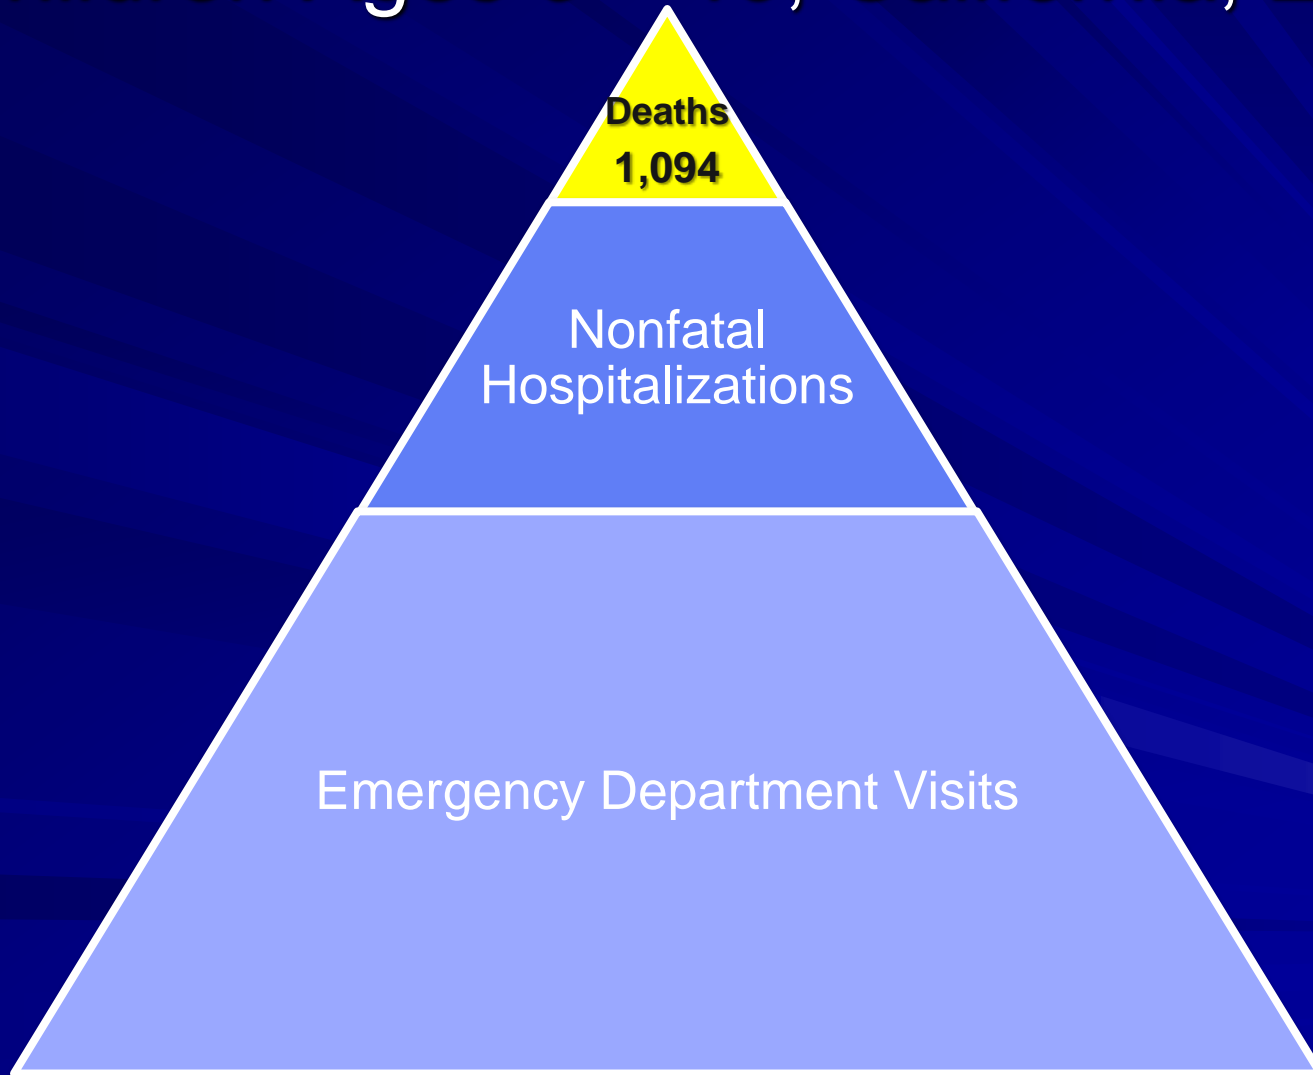 Deaths
1,094
Nonfatal
Hospitalizations
Emergency Department Visits